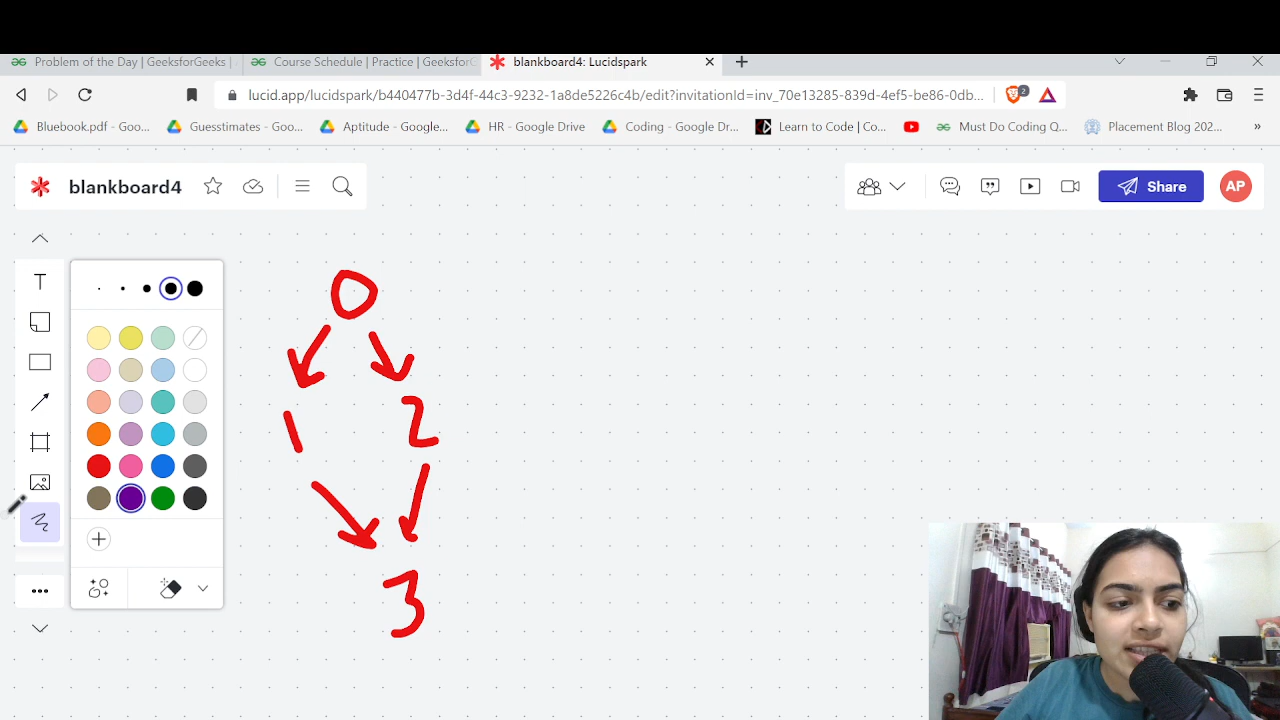 Problem of the Day | GeeksforGeeks | Course Schedule | Practice | GeeksforG blankboard4: Lucidspark
lucid.app/lucidspark/b440477b-3d4f-44c3-9232-1a8de5226c4b/edit?invitationId=inv_70e13285-839d-4ef5-be86-0db... 2
Bluebook.pdf - Goo... Guestimates - Goo... Aptitude - Google... HR - Google Drive Coding - Google Dr... Learn to Code | Co... Must Do Coding Q... Placement Blog 202... »
blankboard4 Share AP
T
0
1 2
3